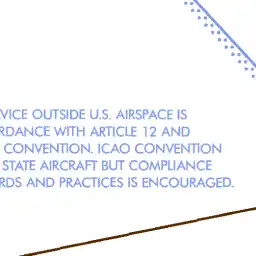 VICE OUTSIDE U.S. AIRSPACE IS
RDANCE WITH ARTICLE 12 AND
CONVENTION. ICAO CONVENTION
STATE AIRCRAFT BUT COMPLIANCE
RDS AND PRACTICES IS ENCOURAGED.